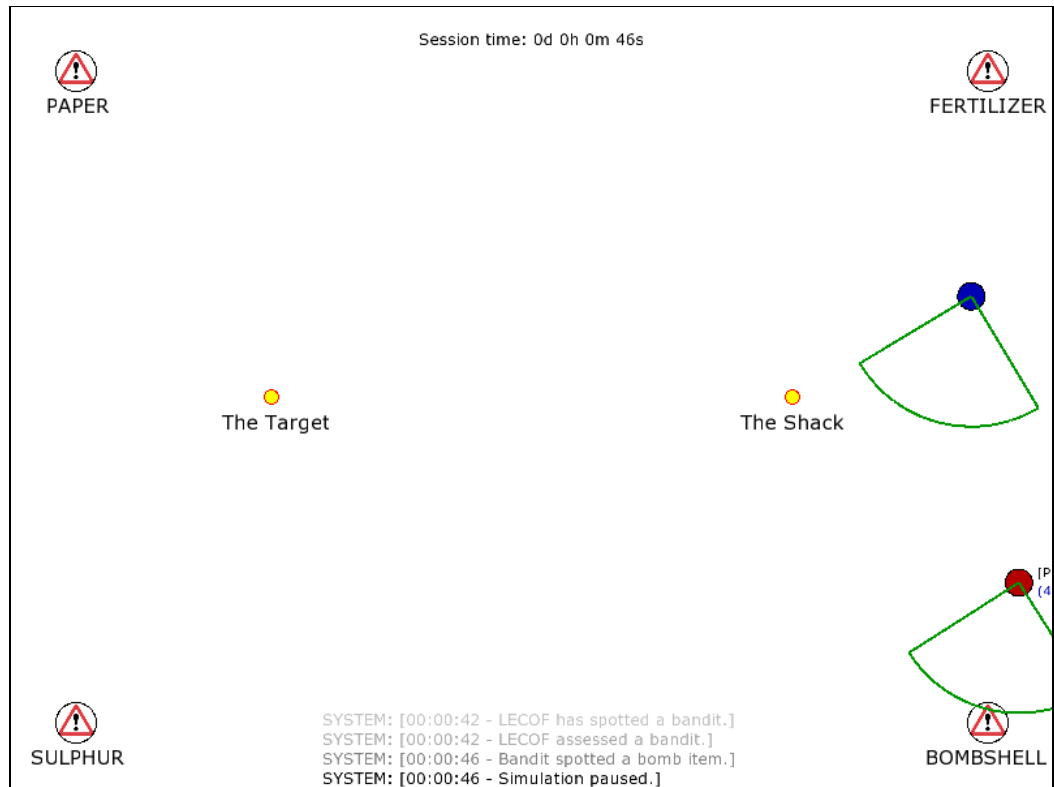 Session time: 0d 0h 0m 46s
PAPER
FERTILIZER
The Target
The Shack
[P
(4
SULPHUR
BOMBSHELL
SYSTEM: [00:00:42 - LECOF has spotted a bandit.]
SYSTEM: [00:00:42 - LECOF assessed a bandit.]
SYSTEM: [00:00:46 - Bandit spotted a bomb item.]
SYSTEM: [00:00:46 - Simulation paused.]